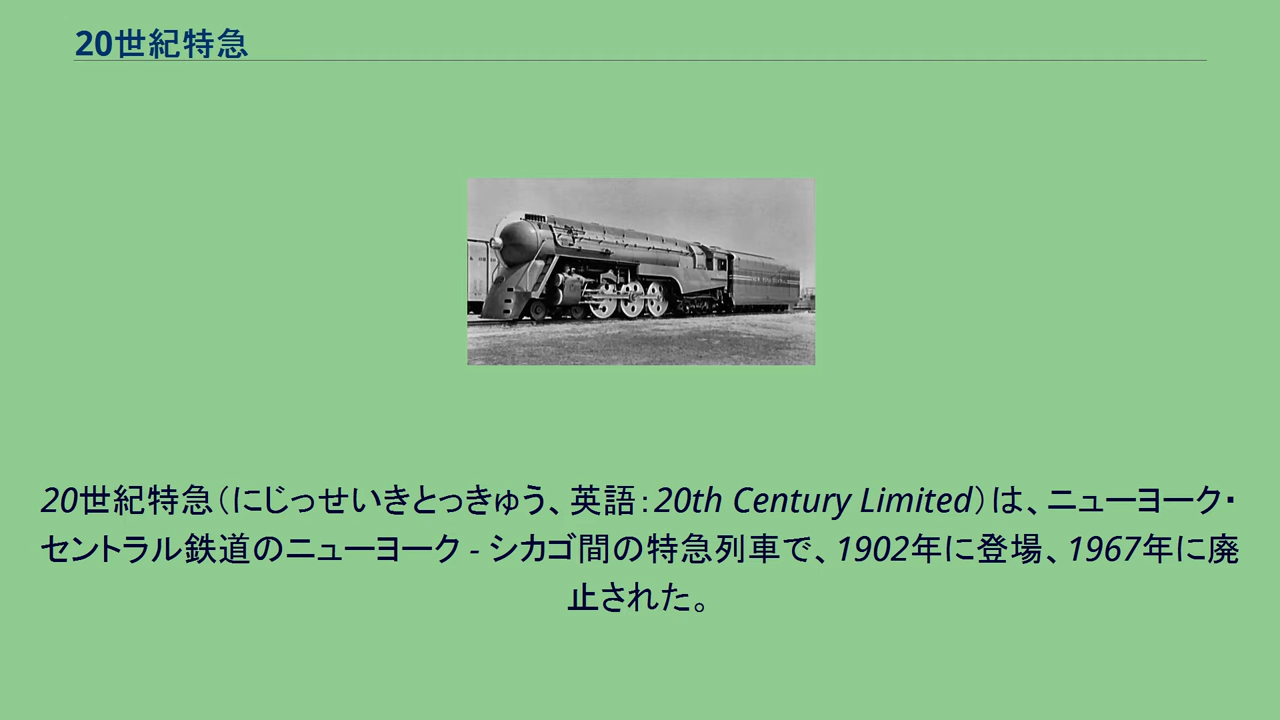 20世紀特急
20世紀特急（にじっせいきとっきゅう、英語：20th Century Limited）は、ニューヨーク・
セントラル鉄道のニューヨーク - シカゴ間の特急列車で、1902年に登場、1967年に廃
止された。